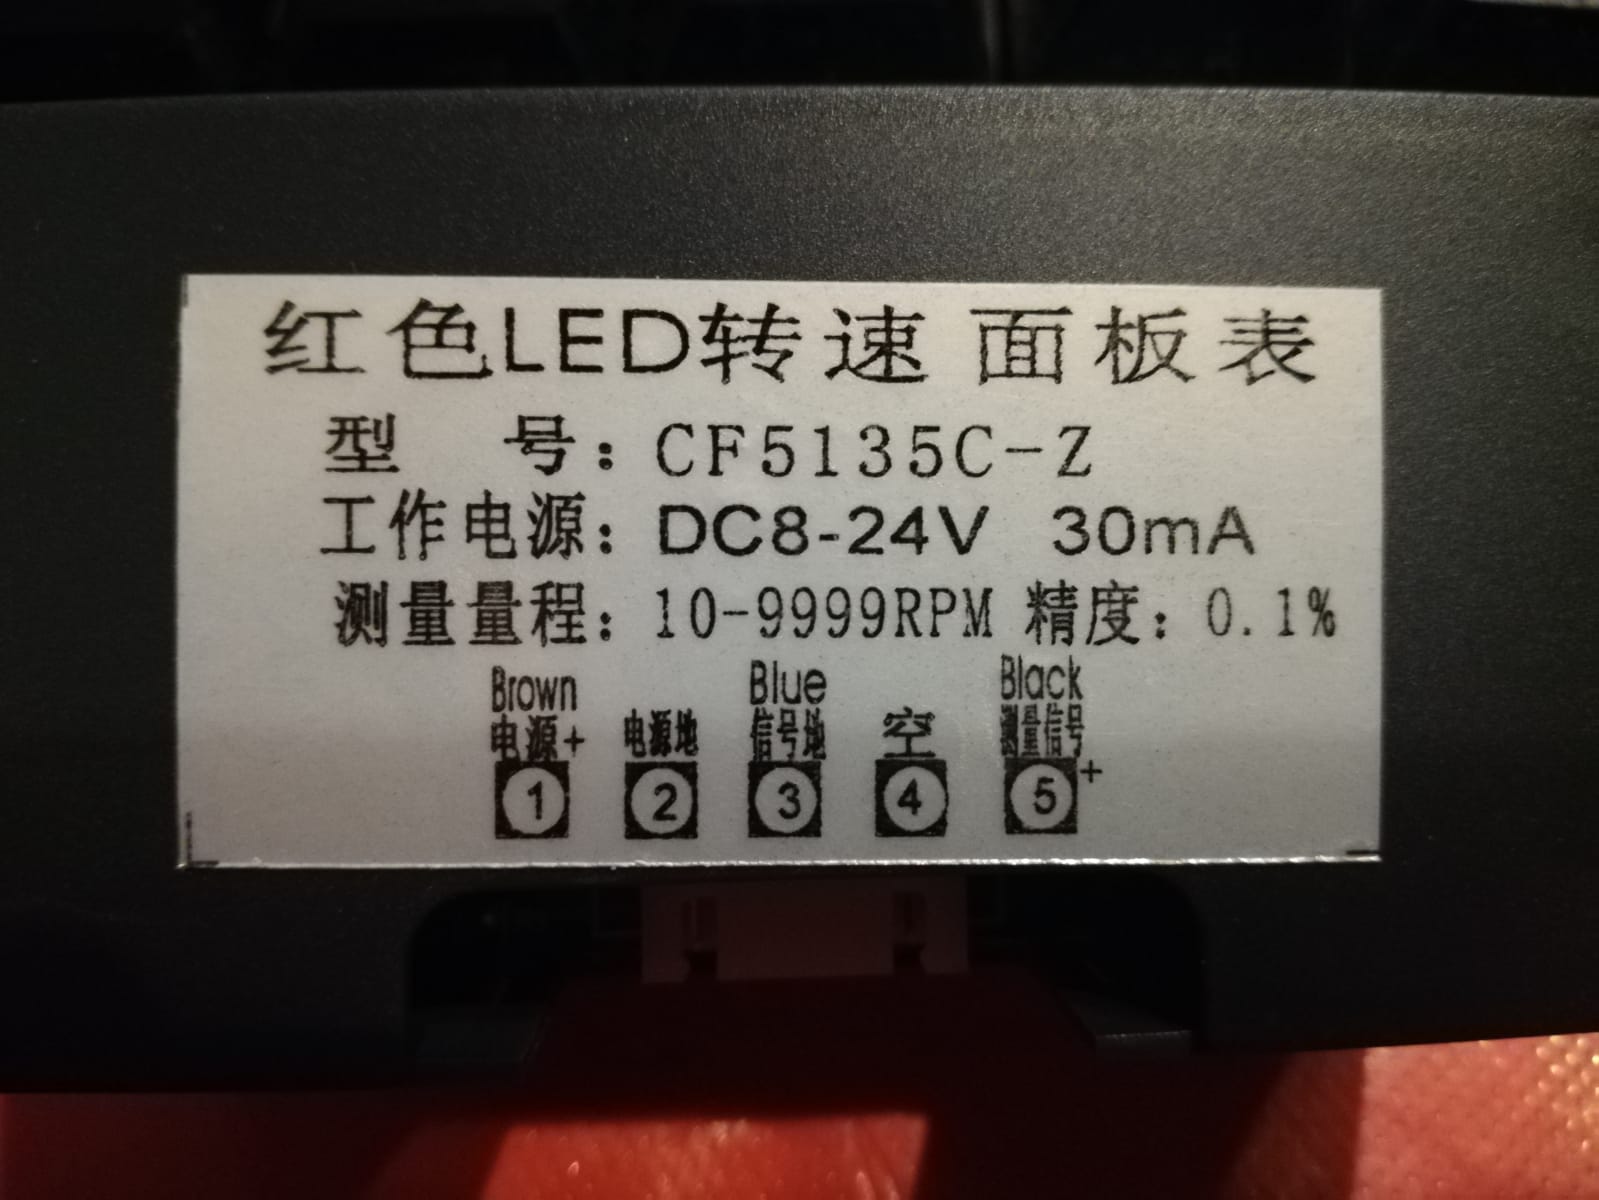 红色LED转速面板表
型 号：CF5135C-Z
工作电源：DC8-24V 30mA
测量量程：10-9999RPM 精度：0.1%
Brown Blue Black
电源+ 电源地 信号地 空 测量信号+
1 2 3 4 5